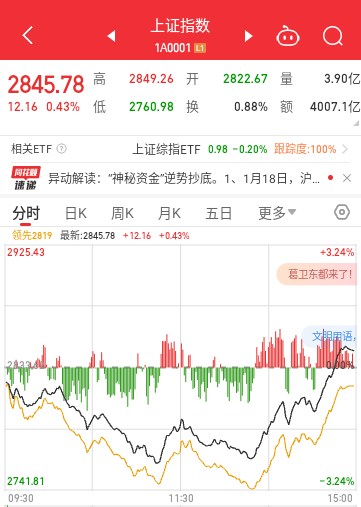 上证指数
1A0001 L1
2845.78
12.16 0.43%
高 2849.26 开 2822.67 量 3.90亿
低 2760.98 换 0.88% 额 4007.1亿
相关ETF ? 上证综指ETF 0.98 -0.20% 跟踪度:100%
同花顺
速递
异动解读：“神秘资金”逆势抄底。1、1月18日，沪...
分时 日K 周K 月K 五日 更多
领先2819 最新:2845.78 +12.16 +0.43%
2925.43 +3.24%
葛卫东都来了!
文明用语,
0.00%
2741.81 -3.24%
09:30 11:30 15:00